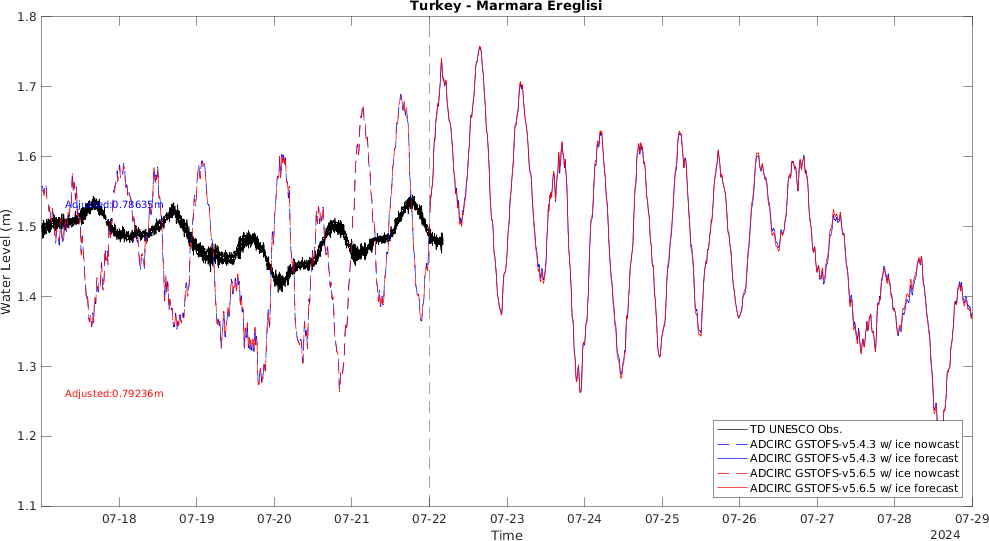 Turkey - Marmara Ereglisi
1.8
1.7
1.6
1.5
1.4
1.3
1.2
1.1
Water Level (m)
Adjusted:0.78635m
Adjusted:0.79236m
TD UNESCO Obs.
ADCIRC GSTOFS-v5.4.3 w/ ice nowcast
ADCIRC GSTOFS-v5.4.3 w/ ice forecast
ADCIRC GSTOFS-v5.6.5 w/ ice nowcast
ADCIRC GSTOFS-v5.6.5 w/ ice forecast
07-18 07-19 07-20 07-21 07-22 07-23 07-24 07-25 07-26 07-27 07-28 07-29
Time
2024